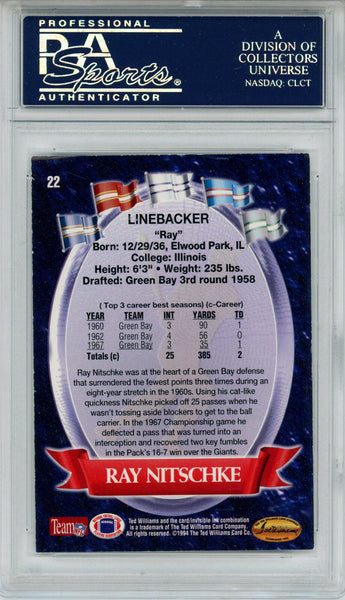 PROFESSIONAL
PSA
Sports
AUTHENTICATOR
A
DIVISION OF
COLLECTORS
UNIVERSE
NASDAQ: CLCT
22
LINEBACKER
"Ray"
Born: 12/29/36, Elwood Park, IL
College: Illinois
Height: 6'3" • Weight: 235 lbs.
Drafted: Green Bay 3rd round 1958
( Top 3 career best seasons) (c-Career)
YEAR TEAM INT YARDS TD
1960 Green Bay 3 90 1
1962 Green Bay 4 56 0
1967 Green Bay 3 35 1
Totals (c) 25 385 2
Ray Nitschke was at the heart of a Green Bay defense
that surrendered the fewest points three times during an
eight-year stretch in the 1960s. Using his cat-like
quickness Nitschke picked off 25 passes when he
wasn't tossing aside blockers to get to the ball
carrier. In the 1967 Championship game he
deflected a pass that was turned into an
interception and recovered two key fumbles
in the Pack's 16-7 win over the Giants.
RAY NITSCHKE
Team NFL
Ted Williams and the card/invisible ink combination
is a trademark of The Ted Williams Card Company.
All rights reserved. ©1994 The Ted Williams Card Co.